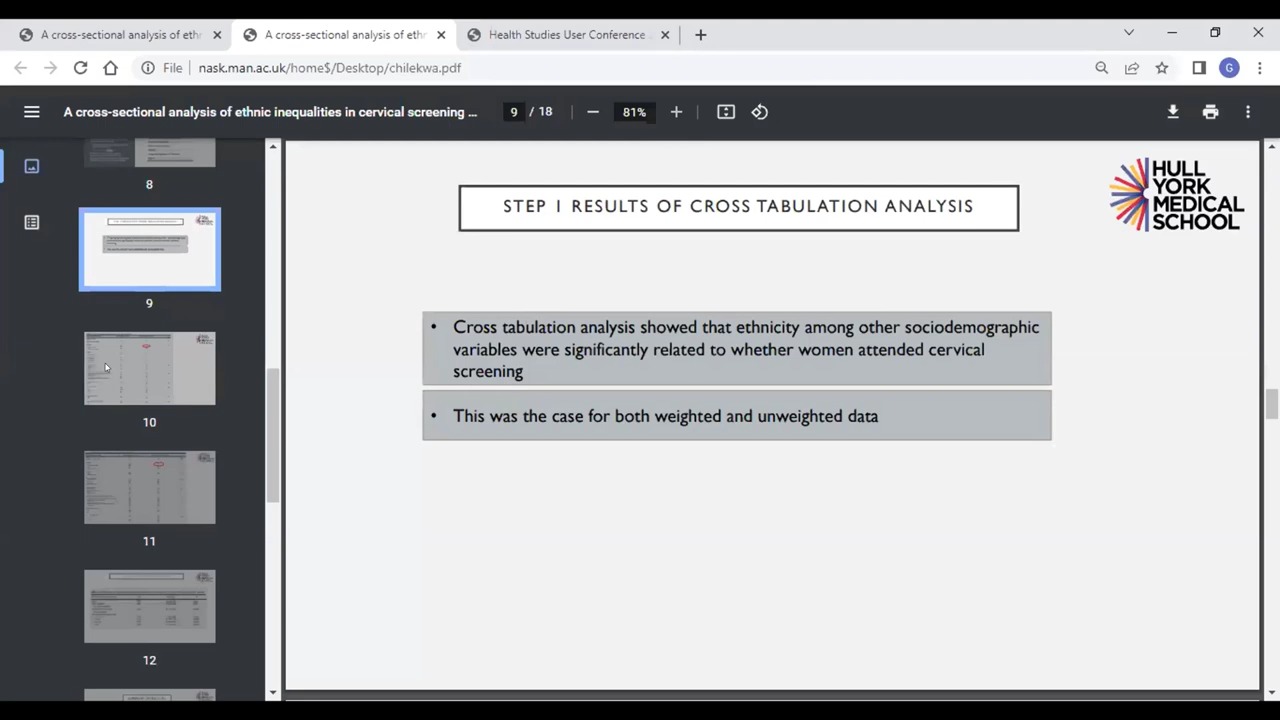 A cross-sectional analysis of eth
A cross-sectional analysis of eth
Health Studies User Conference
File
nask.man.ac.uk/home$/Desktop/chilekwa.pdf
G
A cross-sectional analysis of ethnic inequalities in cervical screening ...
9 / 18
81%
8
9
10
11
12
STEP 1 RESULTS OF CROSS TABULATION ANALYSIS
HULL
YORK
MEDICAL
SCHOOL
• Cross tabulation analysis showed that ethnicity among other sociodemographic
variables were significantly related to whether women attended cervical
screening
• This was the case for both weighted and unweighted data